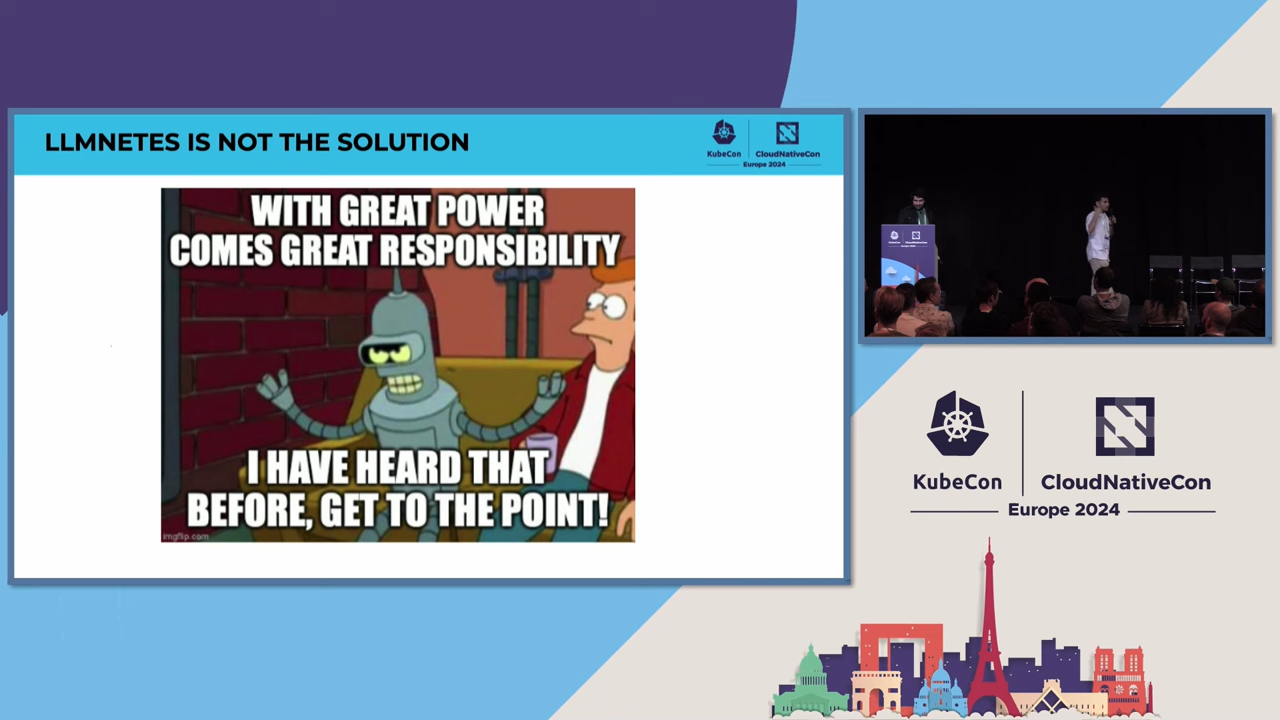 LLMNETES IS NOT THE SOLUTION
KubeCon
CloudNativeCon
Europe 2024
WITH GREAT POWER
COMES GREAT RESPONSIBILITY
I HAVE HEARD THAT
BEFORE, GET TO THE POINT!
imgflip.com
KubeCon
CloudNativeCon
Europe 2024